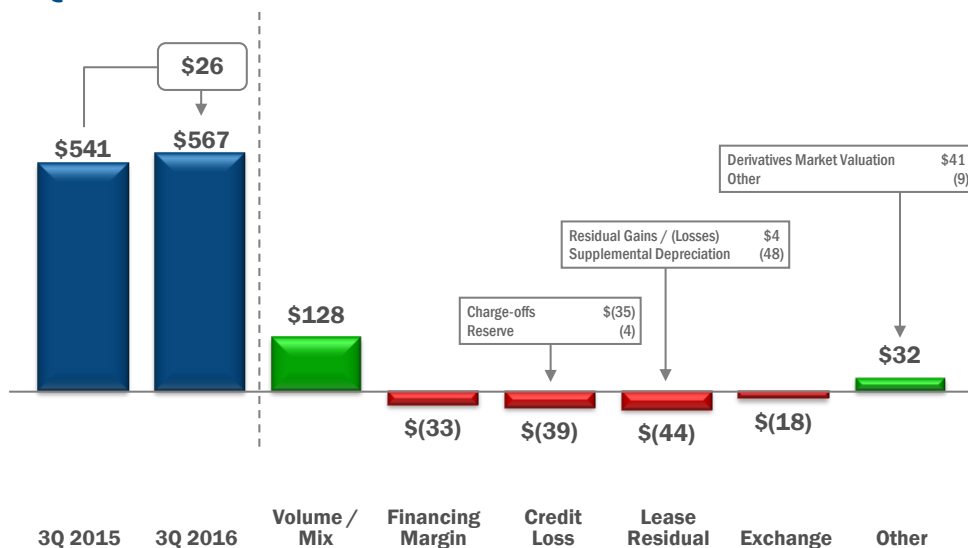 $26
$541
$567
Derivatives Market Valuation $41
Other (9)
Residual Gains / (Losses) $4
Supplemental Depreciation (48)
Charge-offs $(35)
Reserve (4)
$128
$32
$(33)
$(39)
$(44)
$(18)
3Q 2015
3Q 2016
Volume /
Mix
Financing
Margin
Credit
Loss
Lease
Residual
Exchange
Other